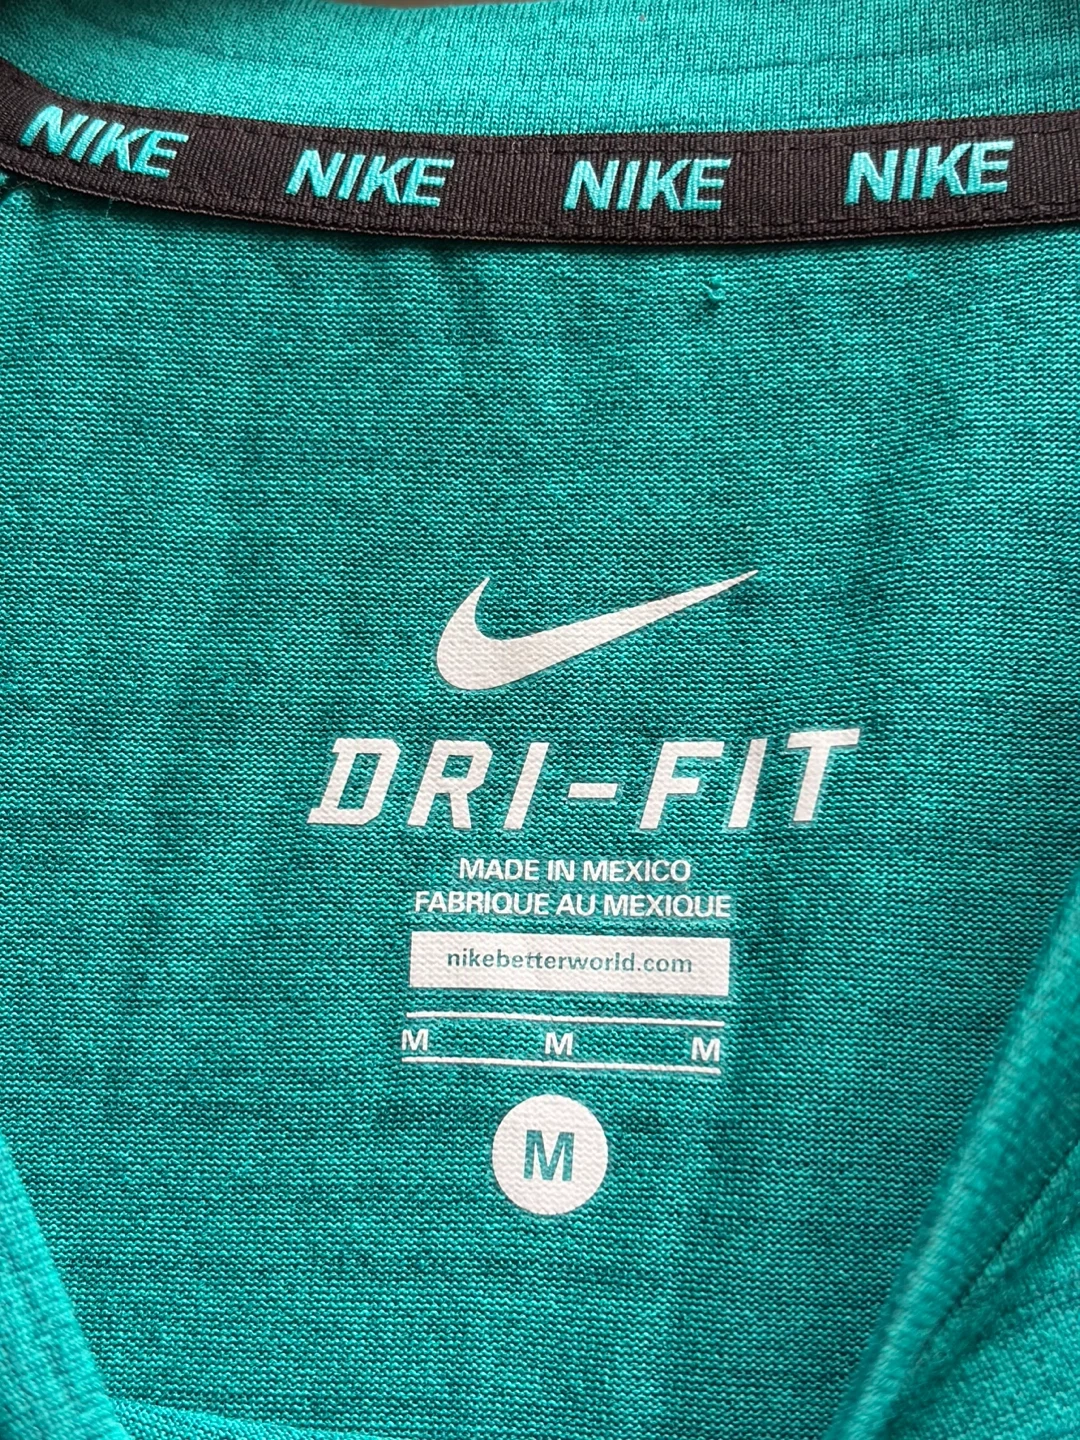 NIKE NIKE NIKE NIKE
DRI-FIT
MADE IN MEXICO
FABRIQUE AU MEXIQUE
nikebetterworld.com
M M M
M